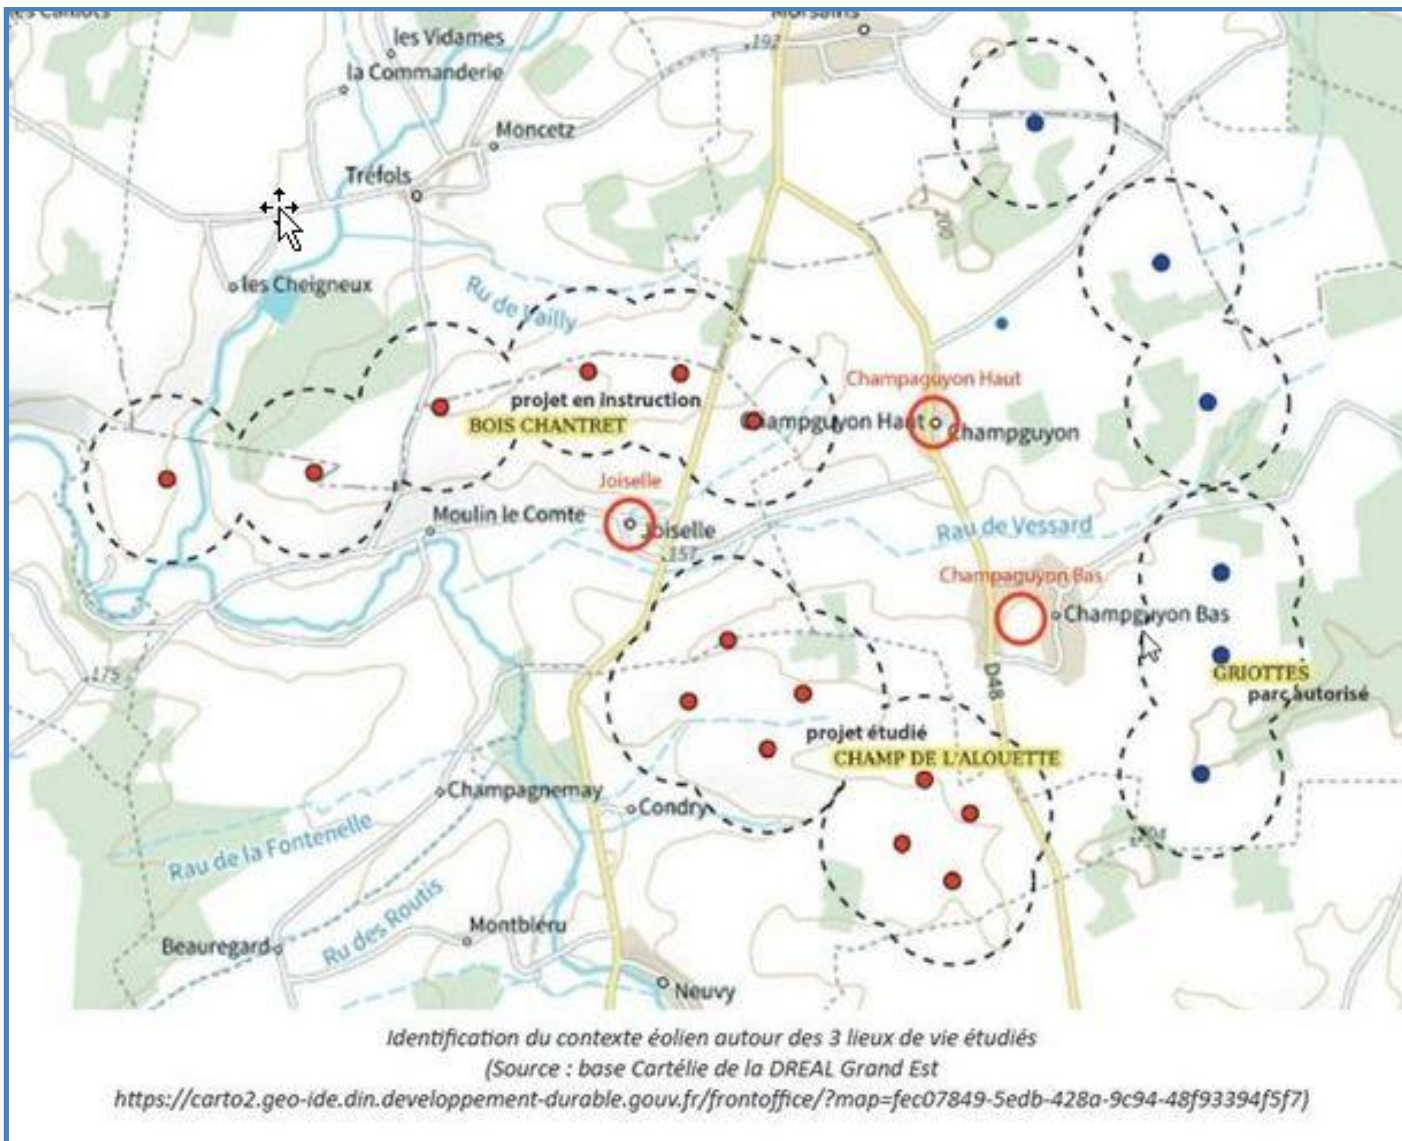 les Caillots
Morsains
les Vidames
192
la Commanderie
Moncetz
Tréfols
200
les Cheigneux
Ru de Vailly
Champaguyon Haut
projet en instruction
BOIS CHANTRET
Champguyon Haut
Champguyon
Joiselle
Moulin le Comte
Joiselle
157
Rau de Vessard
Champaguyon Bas
Champguyon Bas
175
D48
GRIOTTES
parc autorisé
projet étudié
CHAMP DE L'ALOUETTE
Champagnemay
Condry
204
Rau de la Fontenelle
Ru des Routis
Montbléru
Beauregard
Neuvy
Identification du contexte éolien autour des 3 lieux de vie étudiés
(Source : base Cartélie de la DREAL Grand Est
https://carto2.geo-ide.din.developpement-durable.gouv.fr/frontoffice/?map=fec07849-5edb-428a-9c94-48f93394f5f7)